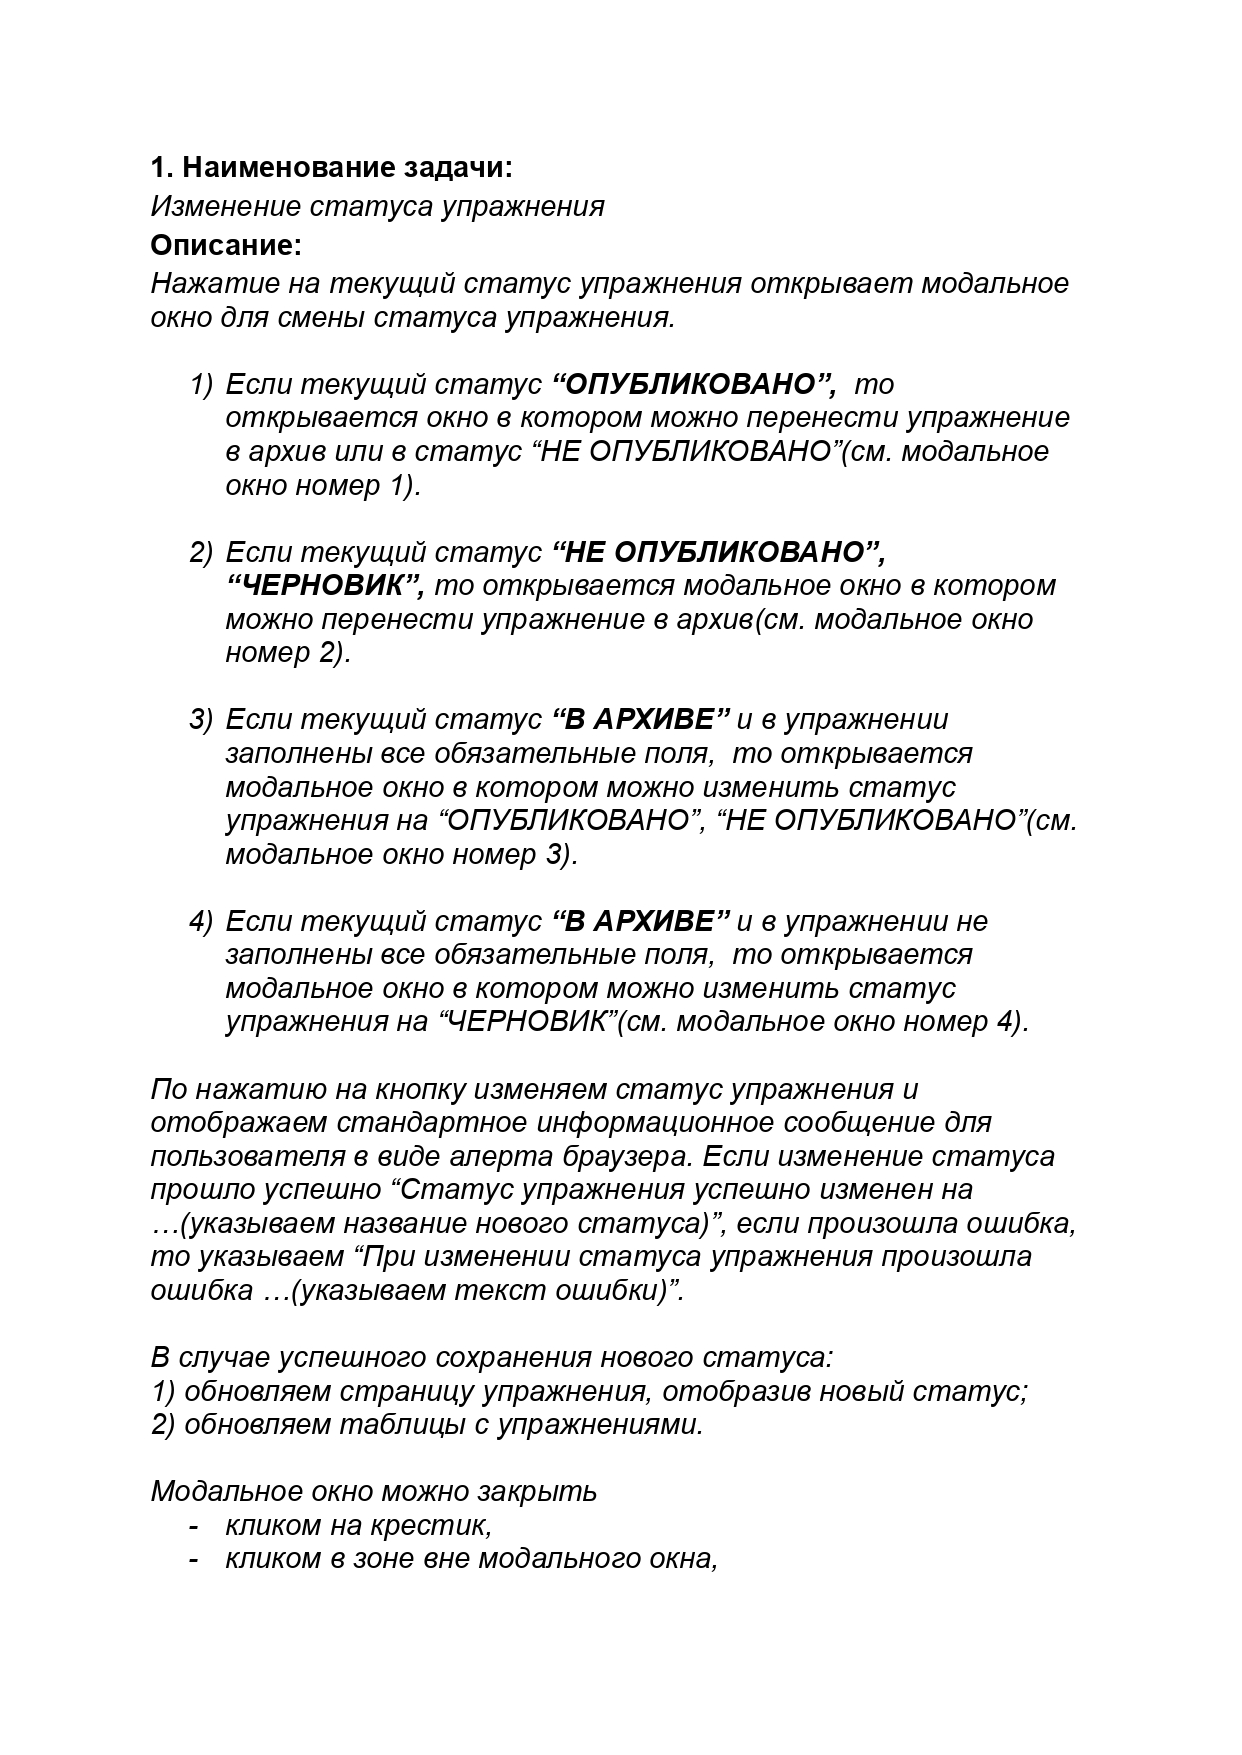 1. Наименование задачи:
Изменение статуса упражнения
Описание:
Нажатие на текущий статус упражнения открывает модальное
окно для смены статуса упражнения.
1) Если текущий статус “ОПУБЛИКОВАНО”, то
открывается окно в котором можно перенести упражнение
в архив или в статус “НЕ ОПУБЛИКОВАНО”(см. модальное
окно номер 1).
2) Если текущий статус “НЕ ОПУБЛИКОВАНО”,
“ЧЕРНОВИК”, то открывается модальное окно в котором
можно перенести упражнение в архив(см. модальное окно
номер 2).
3) Если текущий статус “В АРХИВЕ” и в упражнении
заполнены все обязательные поля, то открывается
модальное окно в котором можно изменить статус
упражнения на “ОПУБЛИКОВАНО”, “НЕ ОПУБЛИКОВАНО”(см.
модальное окно номер 3).
4) Если текущий статус “В АРХИВЕ” и в упражнении не
заполнены все обязательные поля, то открывается
модальное окно в котором можно изменить статус
упражнения на “ЧЕРНОВИК”(см. модальное окно номер 4).
По нажатию на кнопку изменяем статус упражнения и
отображаем стандартное информационное сообщение для
пользователя в виде алерта браузера. Если изменение статуса
прошло успешно “Статус упражнения успешно изменен на
…(указываем название нового статуса)”, если произошла ошибка,
то указываем “При изменении статуса упражнения произошла
ошибка …(указываем текст ошибки)”.
В случае успешного сохранения нового статуса:
1) обновляем страницу упражнения, отобразив новый статус;
2) обновляем таблицы с упражнениями.
Модальное окно можно закрыть
- кликом на крестик,
- кликом в зоне вне модального окна,